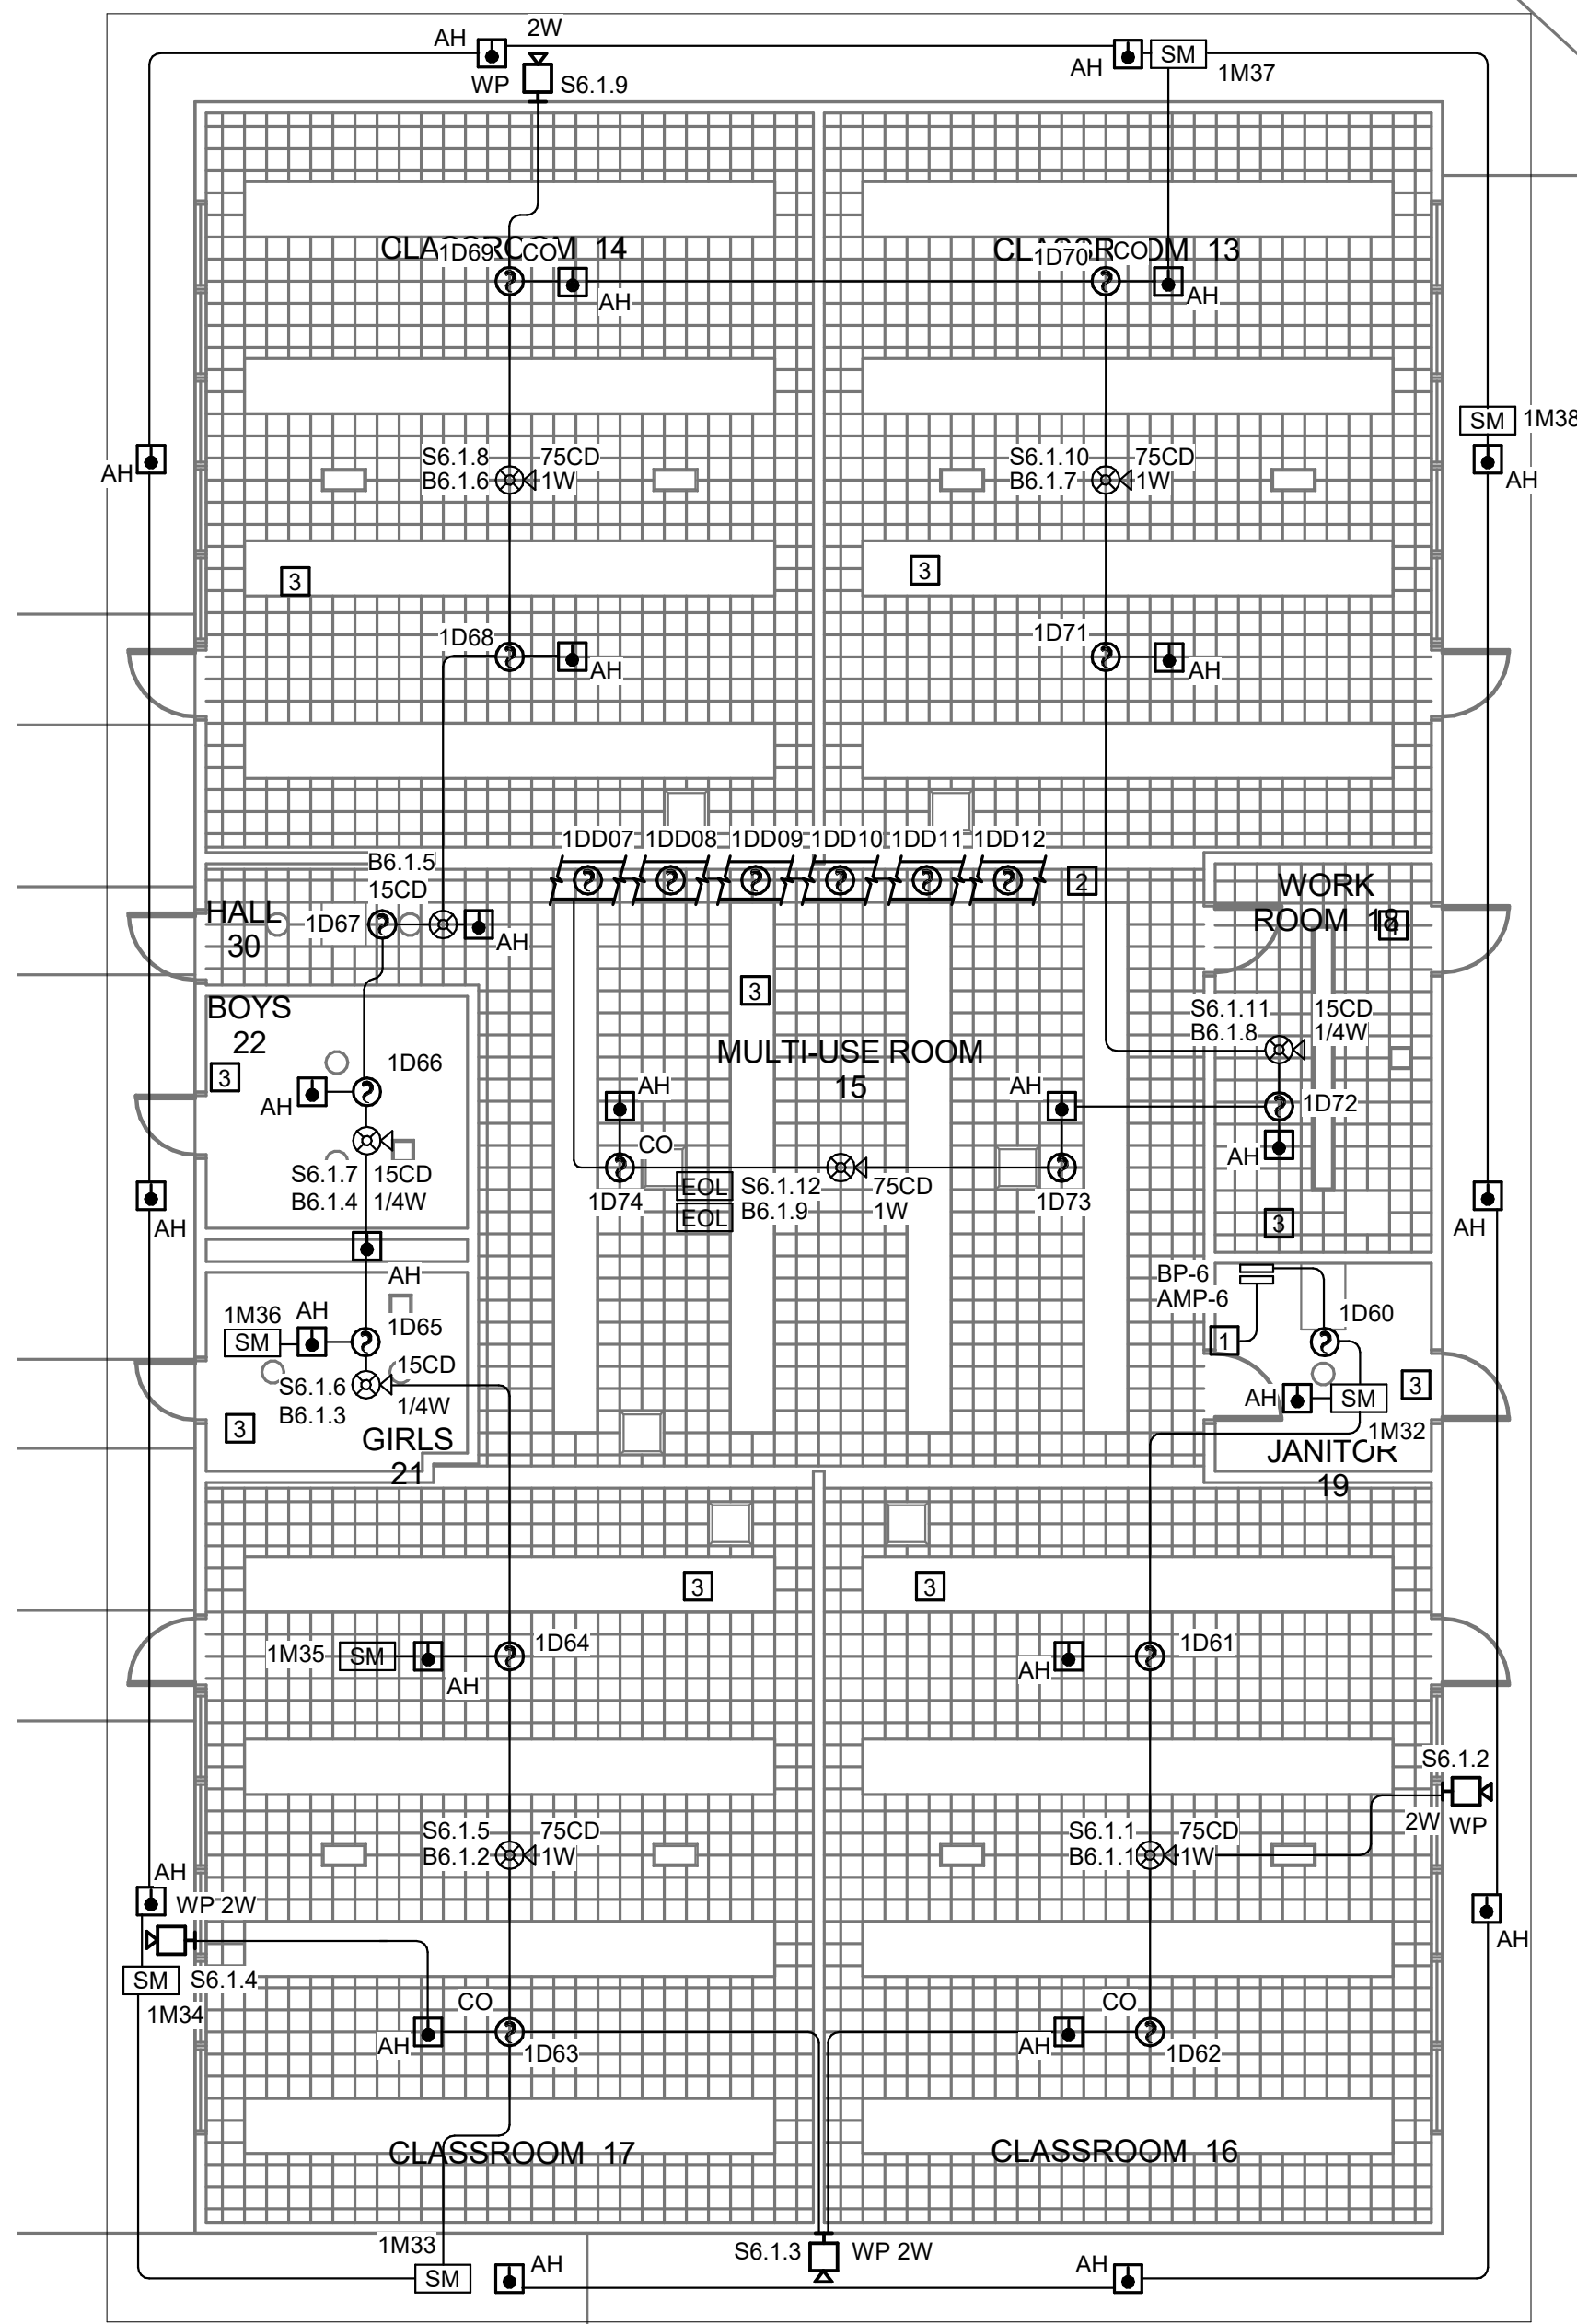 2W
AH
WP
S6.1.9
AH
SM
1M37
CLASSROOM 14
1D69
CO
AH
CLASSROOM 13
1D70
CO
AH
SM
1M38
AH
AH
S6.1.8
75CD
B6.1.6
1W
S6.1.10
75CD
B6.1.7
1W
3
3
1D68
AH
1D71
AH
1DD07
1DD08
1DD09
1DD10
1DD11
1DD12
2
B6.1.5
15CD
HALL
30
1D67
AH
WORK
ROOM 18
4
3
BOYS
22
1D66
3
AH
MULTI-USE ROOM
15
S6.1.11
15CD
B6.1.8
1/4W
AH
AH
1D72
AH
CO
S6.1.7
15CD
B6.1.4
1/4W
1D74
EOL
EOL
S6.1.12
75CD
B6.1.9
1W
1D73
AH
AH
3
AH
BP-6
AMP-6
1M36
AH
SM
1D65
1
1D60
15CD
S6.1.6
B6.1.3
1/4W
3
GIRLS
21
AH
SM
3
1M32
JANITOR
19
3
3
1M35
SM
AH
1D64
AH
1D61
S6.1.2
2W
WP
S6.1.5
75CD
B6.1.2
1W
S6.1.1
75CD
B6.1.1
1W
AH
WP 2W
AH
SM
S6.1.4
1M34
CO
AH
1D63
CO
AH
1D62
CLASSROOM 17
CLASSROOM 16
1M33
SM
AH
S6.1.3
WP 2W
AH